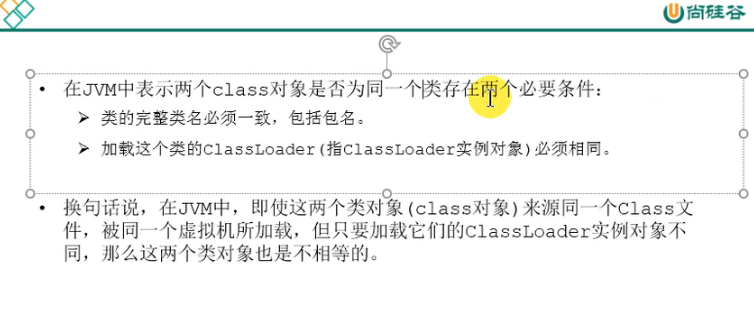 尚硅谷
• 在JVM中表示两个class对象是否为同一个类存在两个必要条件：
➢ 类的完整类名必须一致，包括包名。
➢ 加载这个类的ClassLoader(指ClassLoader实例对象)必须相同。
• 换句话说，在JVM中，即使这两个类对象(class对象)来源同一个Class文
件，被同一个虚拟机所加载，但只要加载它们的ClassLoader实例对象不
同，那么这两个类对象也是不相等的。